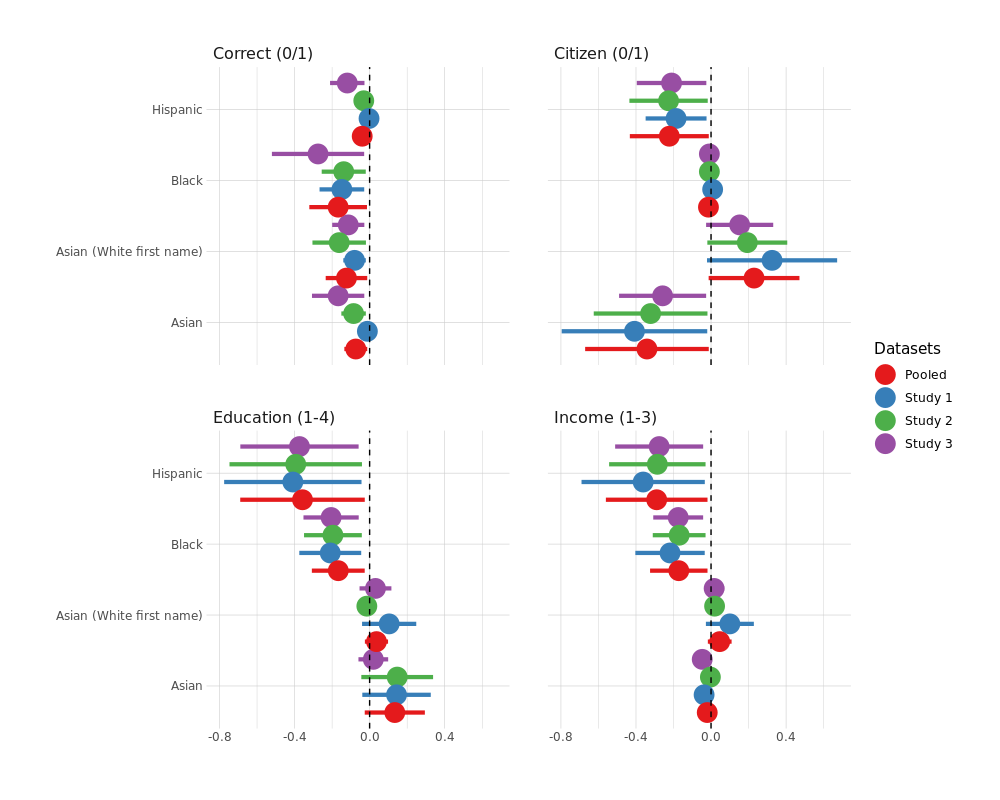 Correct (0/1)
Citizen (0/1)
Hispanic
Black
Asian (White first name)
Asian
Education (1-4)
Income (1-3)
Hispanic
Black
Asian (White first name)
Asian
-0.8 -0.4 0.0 0.4
-0.8 -0.4 0.0 0.4
Datasets
Pooled
Study 1
Study 2
Study 3